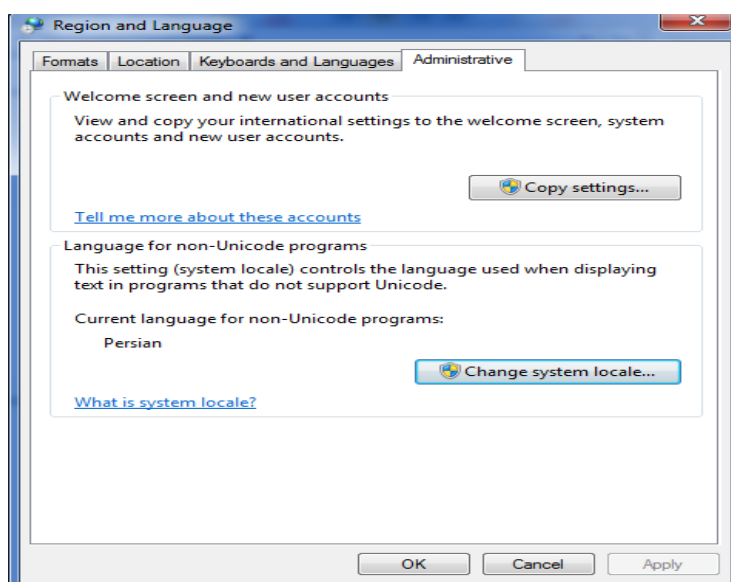 Region and Language
Formats Location Keyboards and Languages Administrative
Welcome screen and new user accounts
View and copy your international settings to the welcome screen, system
accounts and new user accounts.
Copy settings...
Tell me more about these accounts
Language for non-Unicode programs
This setting (system locale) controls the language used when displaying
text in programs that do not support Unicode.
Current language for non-Unicode programs:
Persian
Change system locale...
What is system locale?
OK Cancel Apply